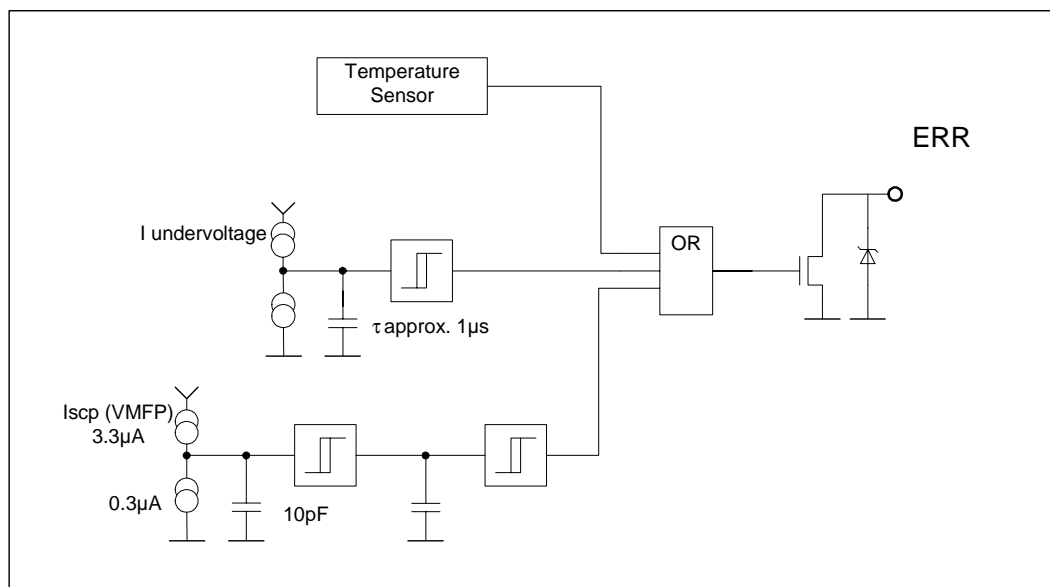 Temperature
Sensor
ERR
I undervoltage
OR
τ approx. 1µs
Iscp (VMFP)
3.3µA
0.3µA
10pF